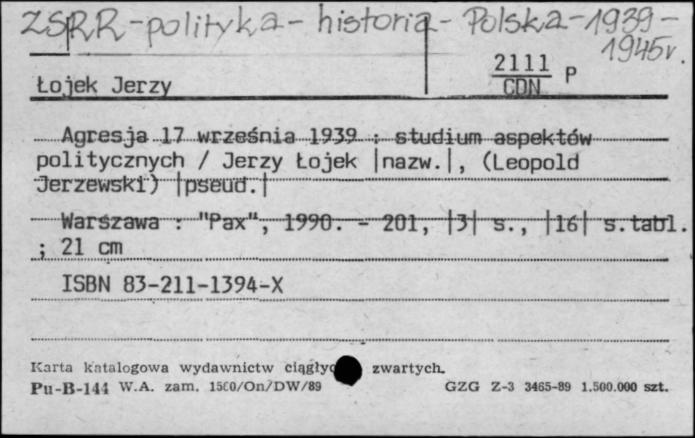 ZSRR - polityka - historia - Polska - 1939-
1945r.
2111 P
CDN
Łojek Jerzy
Agresja 17 września 1939 : studium aspektów
politycznych / Jerzy Łojek |nazw.|, (Leopold
Jerzewski) |pseud.|
Warszawa : "Pax", 1990. - 201, |3| s., |16| s.tabl.
; 21 cm
ISBN 83-211-1394-X
Karta katalogowa wydawnictw zwartych.
Pu-B-144 W.A. zam. 1500/On/DW/89 GZG Z-3 3465-89 1.500.000 szt.